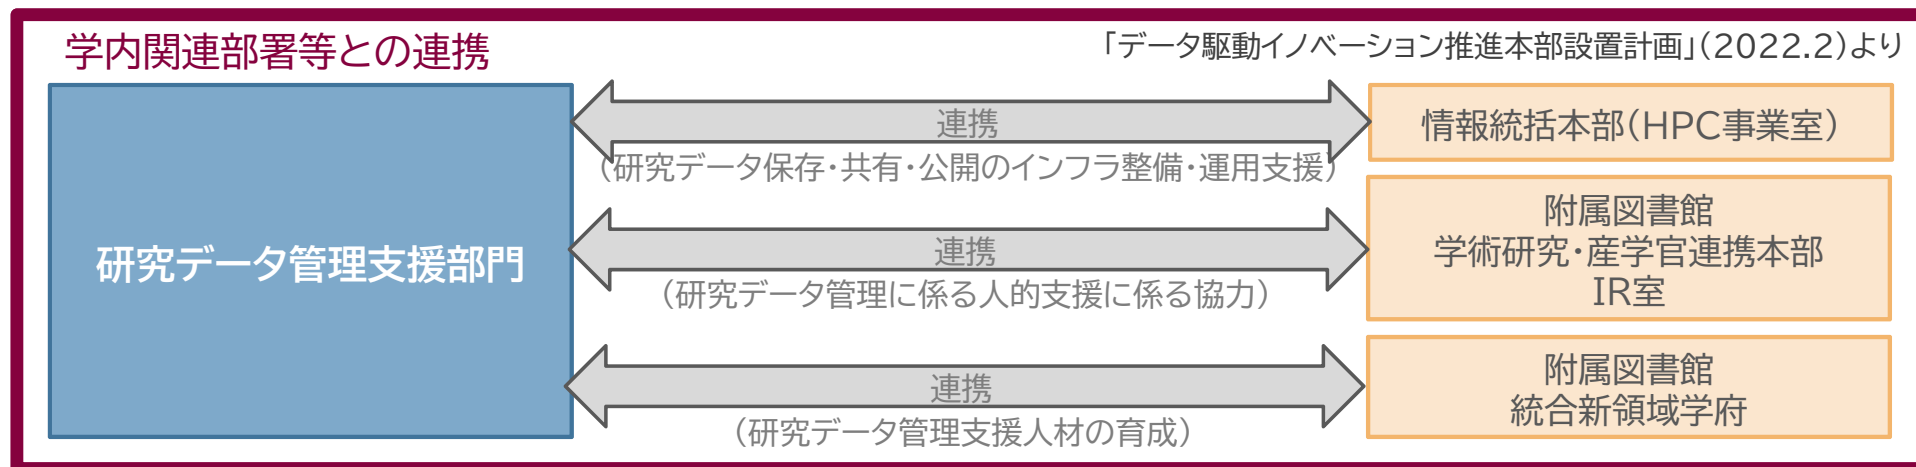 学内関連部署等との連携
「データ駆動イノベーション推進本部設置計画」(2022.2)より
研究データ管理支援部門
連携
(研究データ保存・共有・公開のインフラ整備・運用支援)
情報統括本部(HPC事業室)
連携
(研究データ管理に係る人的支援に係る協力)
附属図書館
学術研究・産学官連携本部
IR室
連携
(研究データ管理支援人材の育成)
附属図書館
統合新領域学府